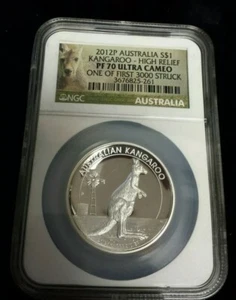 2012P AUSTRALIA S$1
KANGAROO - HIGH RELIEF
PF 70 ULTRA CAMEO
ONE OF FIRST 3000 STRUCK
3676825-261
NGC
AUSTRALIA
AUSTRALIAN KANGAROO